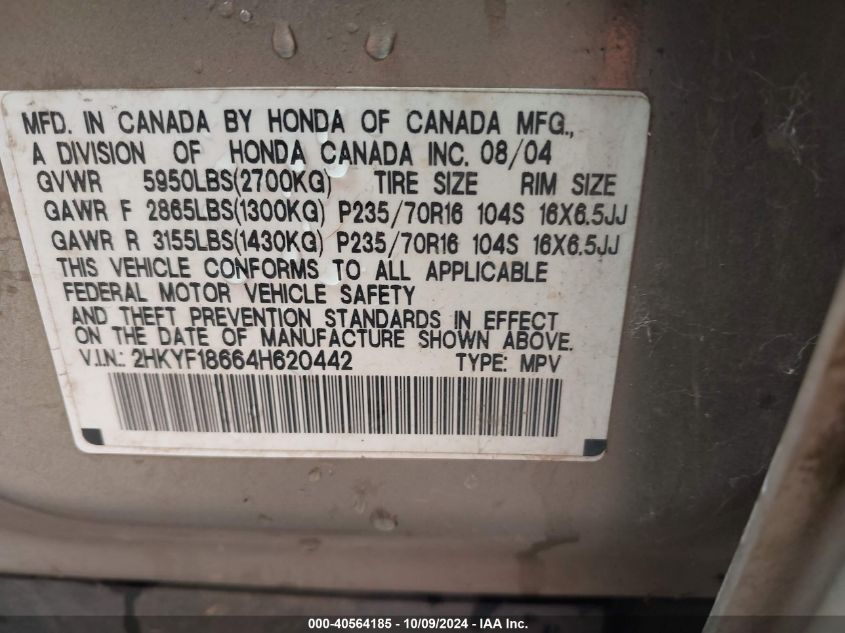 MFD. IN CANADA BY HONDA OF CANADA MFG.,
A DIVISION OF HONDA CANADA INC. 08/04
GVWR 5950LBS(2700KG) TIRE SIZE RIM SIZE
GAWR F 2865LBS(1300KG) P235/70R16 104S 16X6.5JJ
GAWR R 3155LBS(1430KG) P235/70R16 104S 16X6.5JJ
THIS VEHICLE CONFORMS TO ALL APPLICABLE
FEDERAL MOTOR VEHICLE SAFETY
AND THEFT PREVENTION STANDARDS IN EFFECT
ON THE DATE OF MANUFACTURE SHOWN ABOVE.
V.I.N.: 2HKYF18664H620442 TYPE: MPV
000-40564185 - 10/09/2024 - IAA Inc.